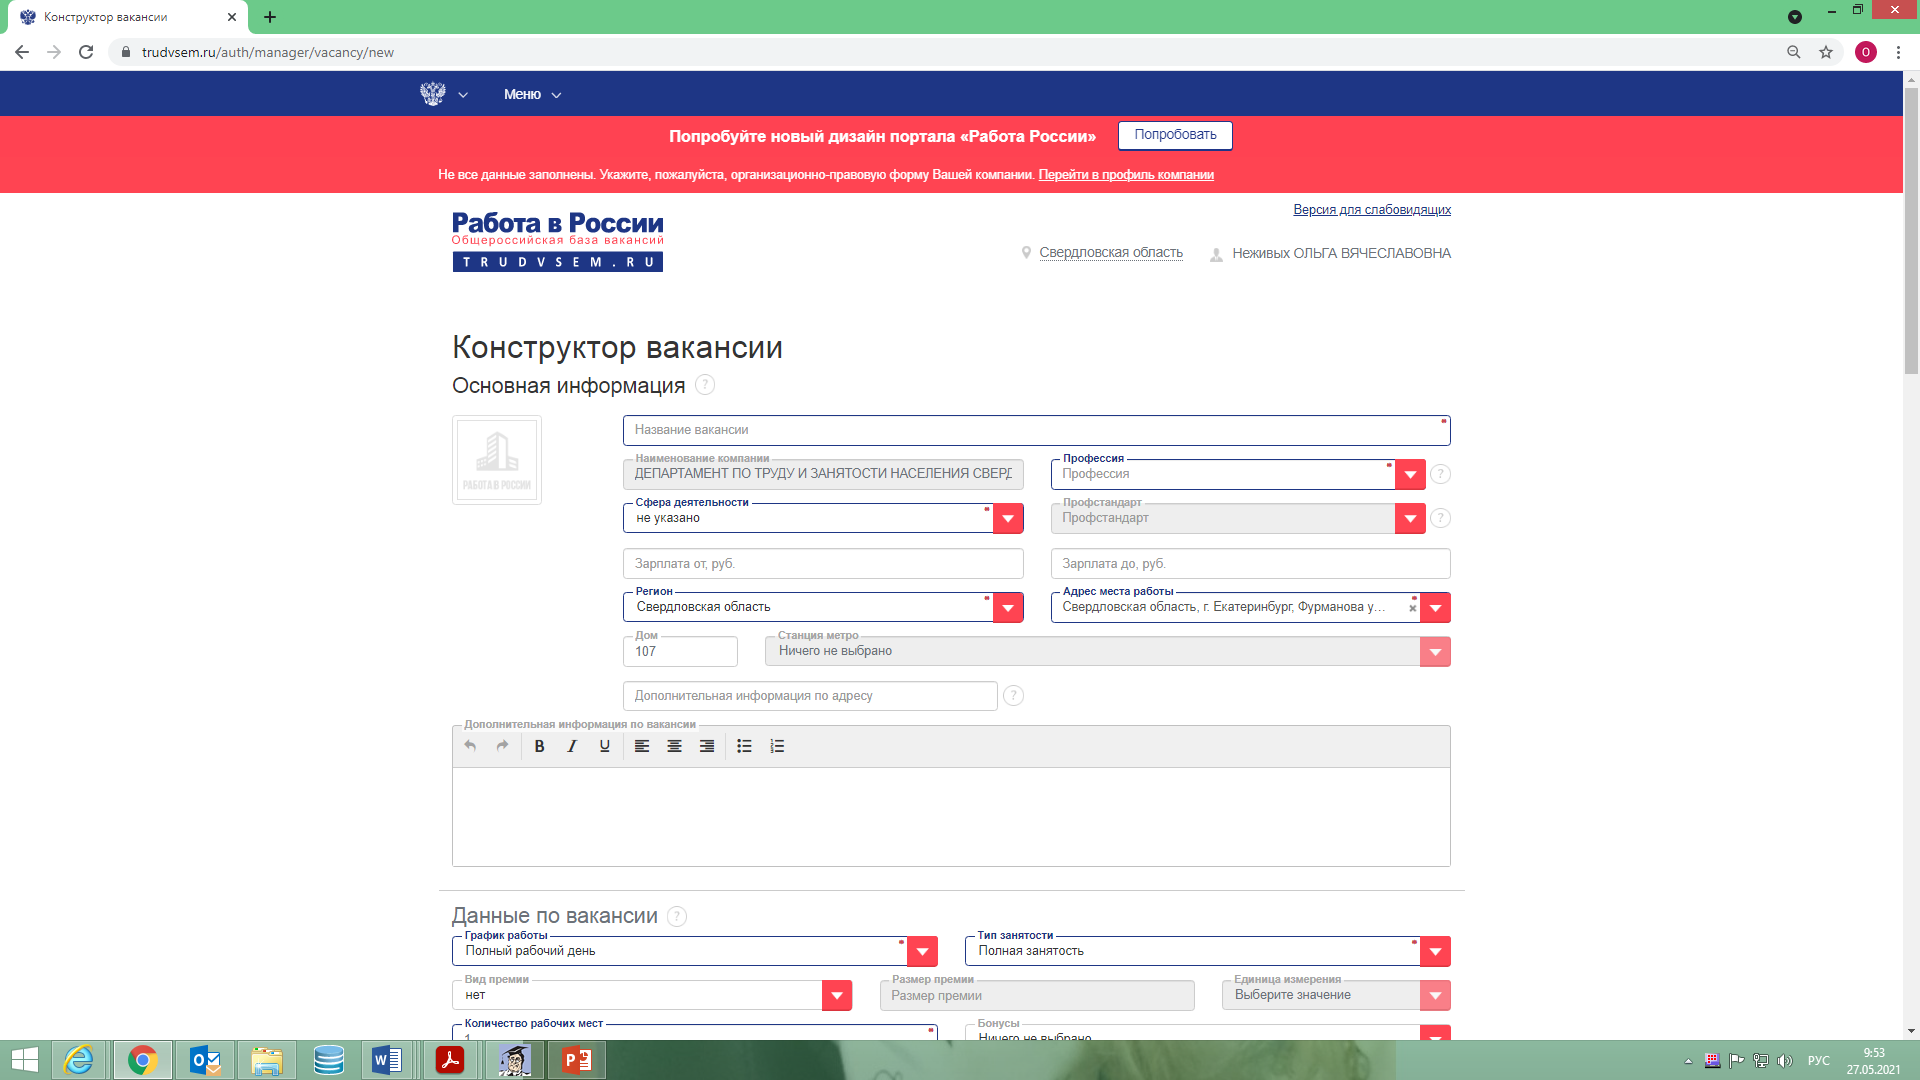 Конструктор вакансии
trudvsem.ru/auth/manager/vacancy/new
O
Меню
Попробуйте новый дизайн портала «Работа России»
Попробовать
Не все данные заполнены. Укажите, пожалуйста, организационно-правовую форму Вашей компании. Перейти в профиль компании
Версия для слабовидящих
Работа в России
Общероссийская база вакансий
TRUDVSEM.RU
Свердловская область
Неживых ОЛЬГА ВЯЧЕСЛАВОВНА
Конструктор вакансии
Основная информация ?
РАБОТА В РОССИИ
Название вакансии *
Наименование компании
ДЕПАРТАМЕНТ ПО ТРУДУ И ЗАНЯТОСТИ НАСЕЛЕНИЯ СВЕРД
Профессия
Профессия * ?
Сфера деятельности
не указано *
Профстандарт
Профстандарт ?
Зарплата от, руб.
Зарплата до, руб.
Регион
Свердловская область *
Адрес места работы
Свердловская область, г. Екатеринбург, Фурманова у... *
Дом
107
Станция метро
Ничего не выбрано
Дополнительная информация по адресу ?
Дополнительная информация по вакансии
B I U
Данные по вакансии ?
График работы
Полный рабочий день *
Тип занятости
Полная занятость *
Вид премии
нет
Размер премии
Размер премии
Единица измерения
Выберите значение
Количество рабочих мест
1 *
Бонусы
Ничего не выбрано
РУС
9:53
27.05.2021